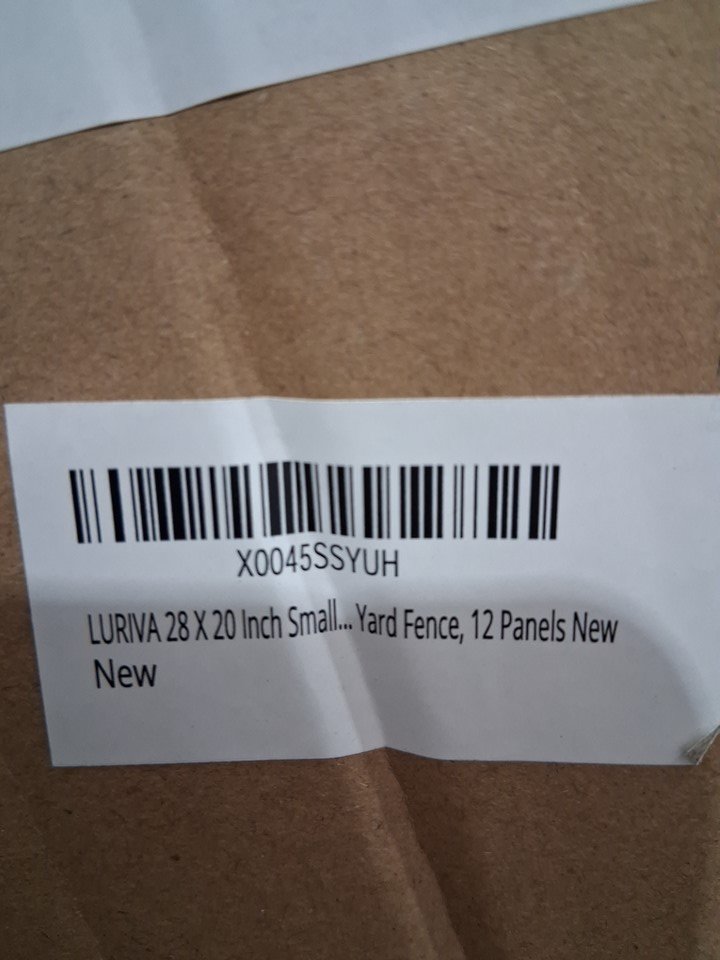 X0045SSYUH
LURIVA 28 X 20 Inch Small... Yard Fence, 12 Panels New
New